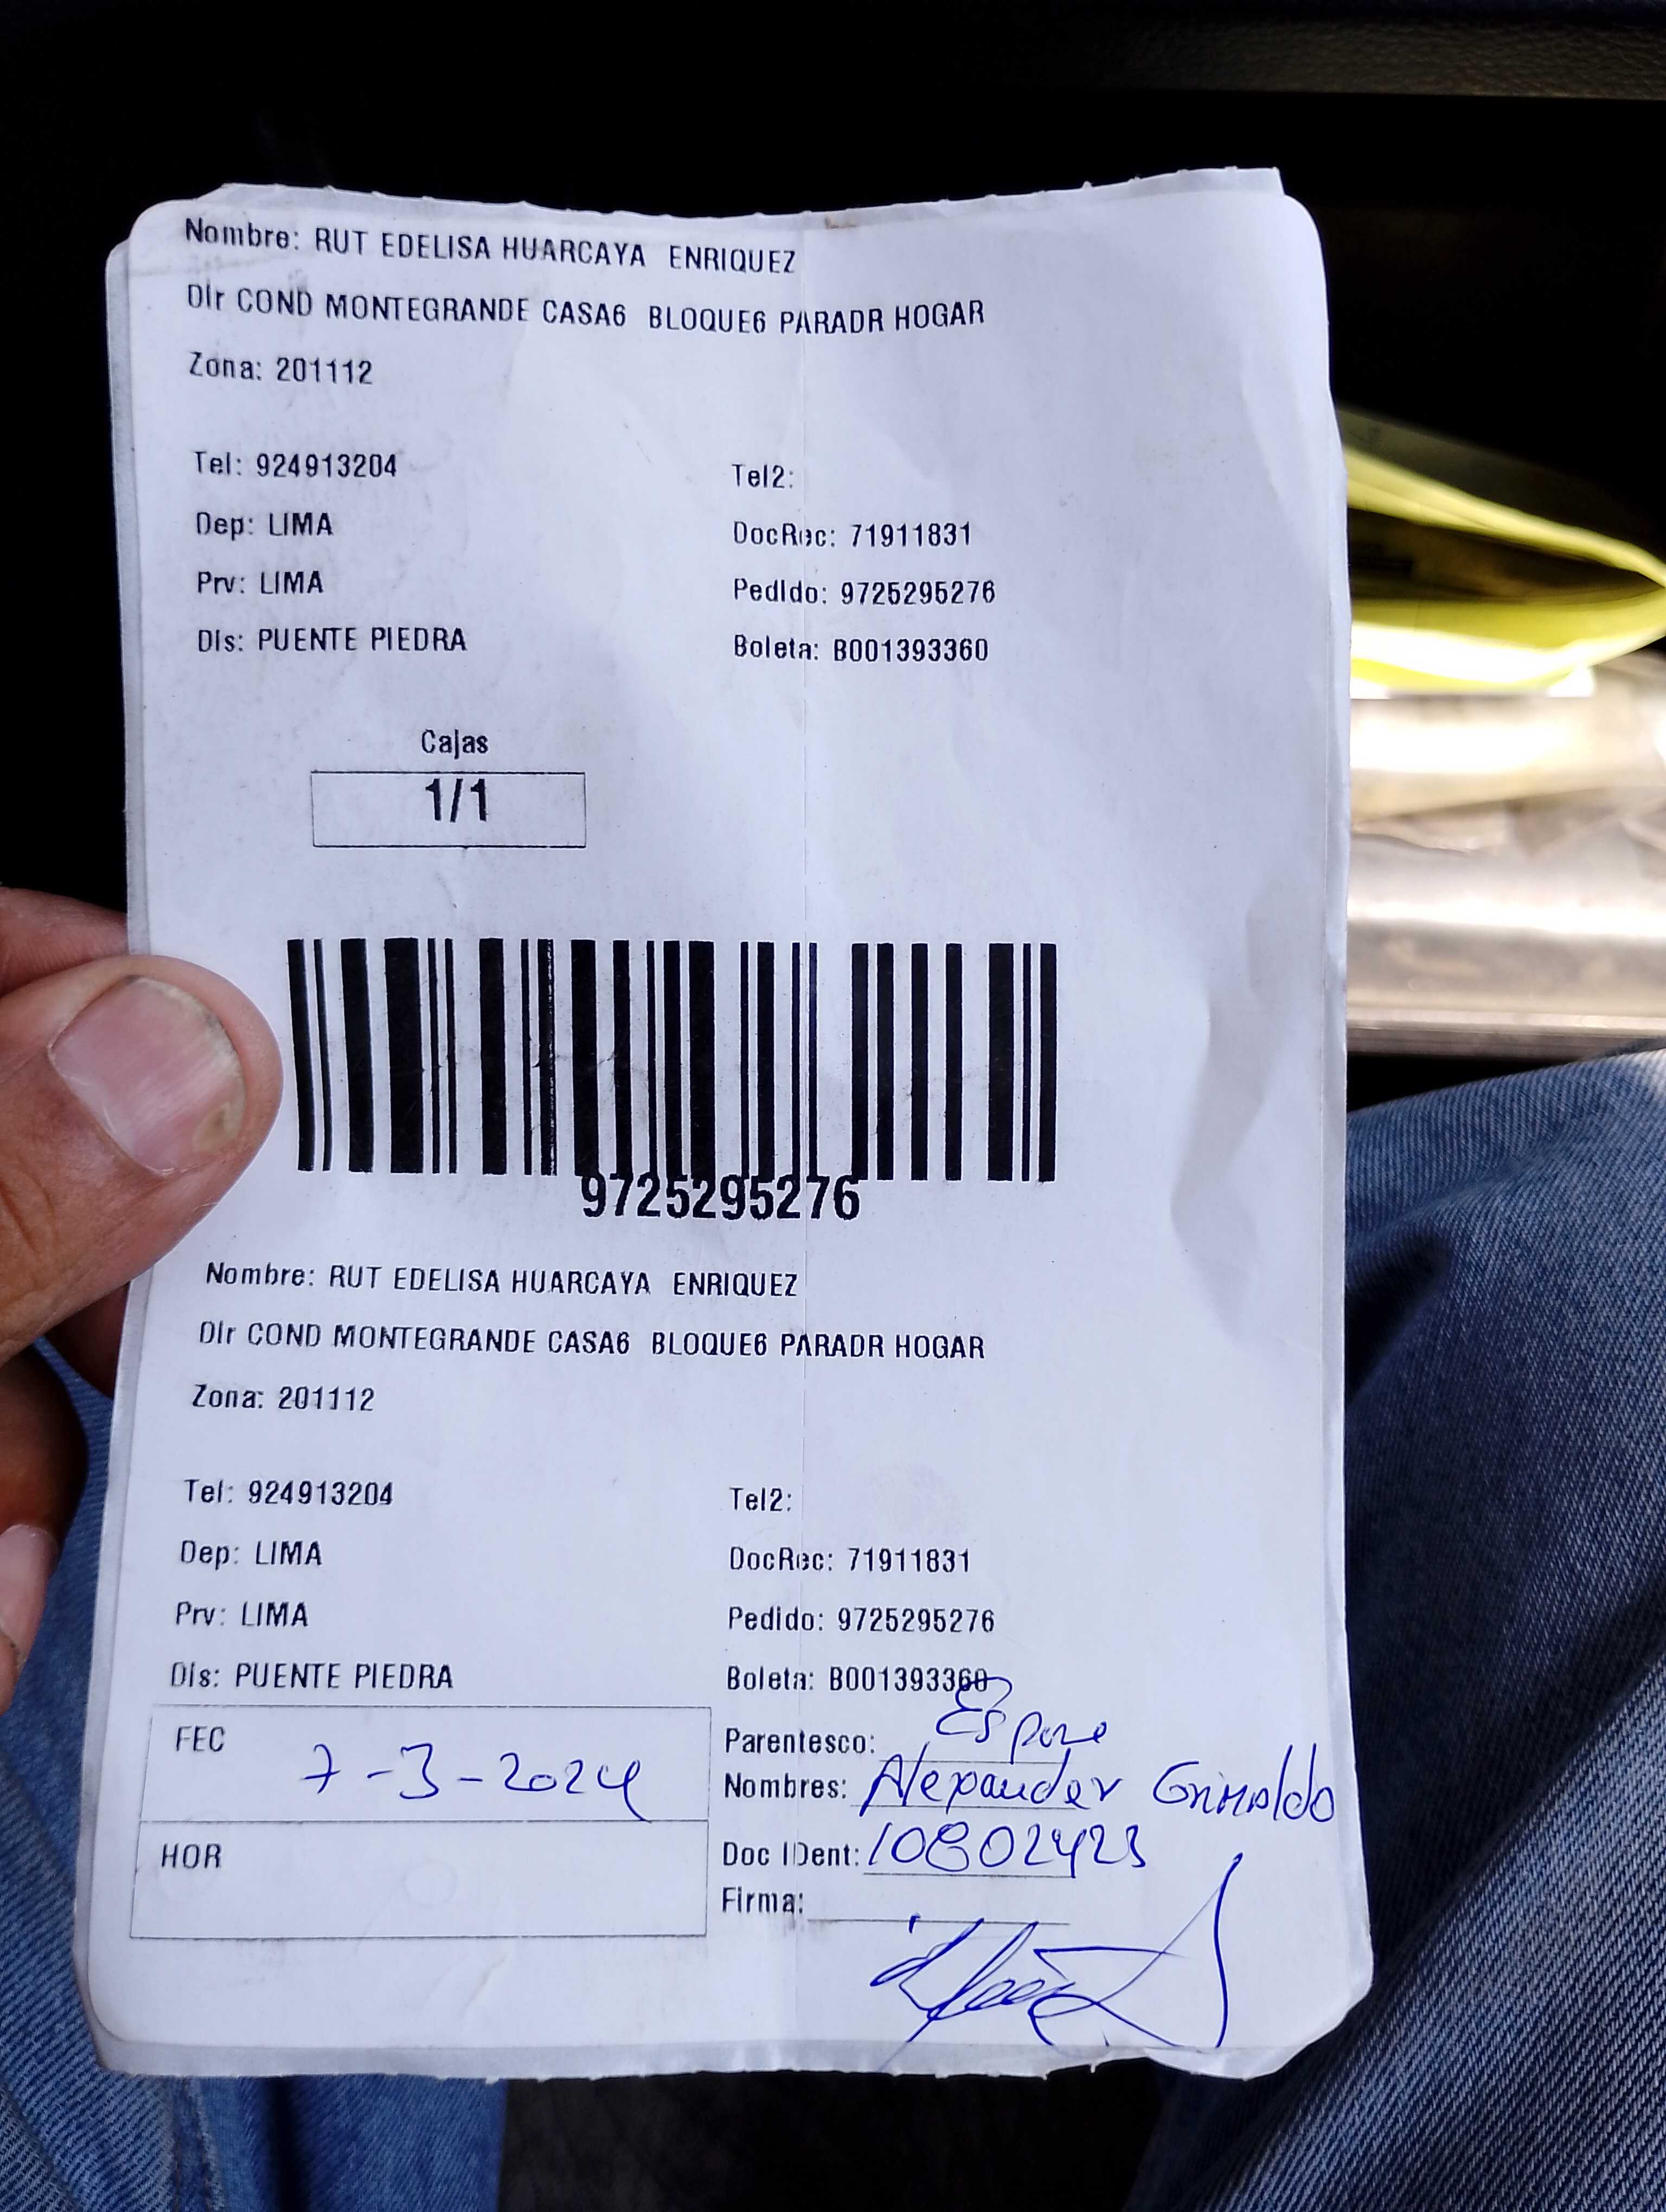 Nombre: RUT EDELISA HUARCAYA ENRIQUEZ
Dir COND MONTEGRANDE CASA6 BLOQUE6 PARADR HOGAR
Zona: 201112
Tel: 924913204 Tel2:
Dep: LIMA DocRec: 71911831
Prv: LIMA Pedido: 9725295276
Dis: PUENTE PIEDRA Boleta: B001393360
Cajas
1/1
9725295276
Nombre: RUT EDELISA HUARCAYA ENRIQUEZ
Dir COND MONTEGRANDE CASA6 BLOQUE6 PARADR HOGAR
Zona: 201112
Tel: 924913204 Tel2:
Dep: LIMA DocRec: 71911831
Prv: LIMA Pedido: 9725295276
Dis: PUENTE PIEDRA Boleta: B001393360
FEC 7-3-2024 Parentesco:
Nombres: Alexander Grimaldo
HOR Doc IDent: 10802423
Firma: